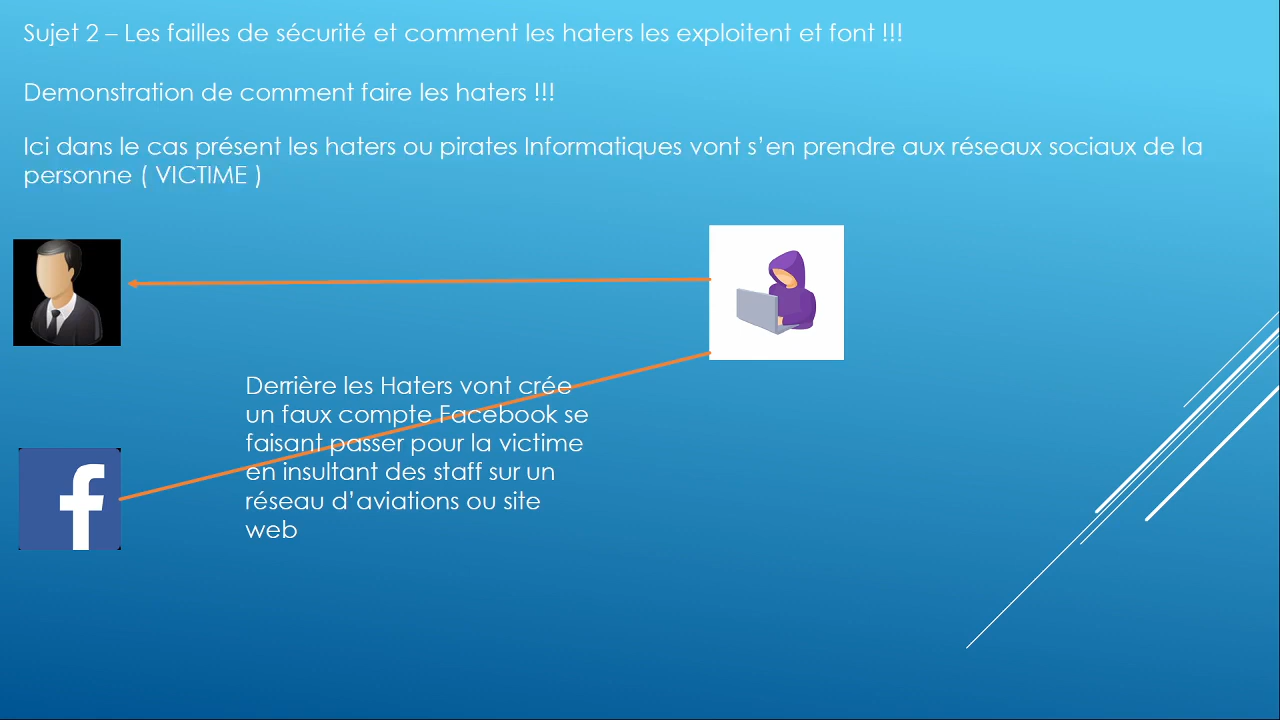 Sujet 2 – Les failles de sécurité et comment les haters les exploitent et font !!!
Demonstration de comment faire les haters !!!
Ici dans le cas présent les haters ou pirates Informatiques vont s’en prendre aux réseaux sociaux de la
personne ( VICTIME )
Derrière les Haters vont crée
un faux compte Facebook se
faisant passer pour la victime
en insultant des staff sur un
réseau d’aviations ou site
web